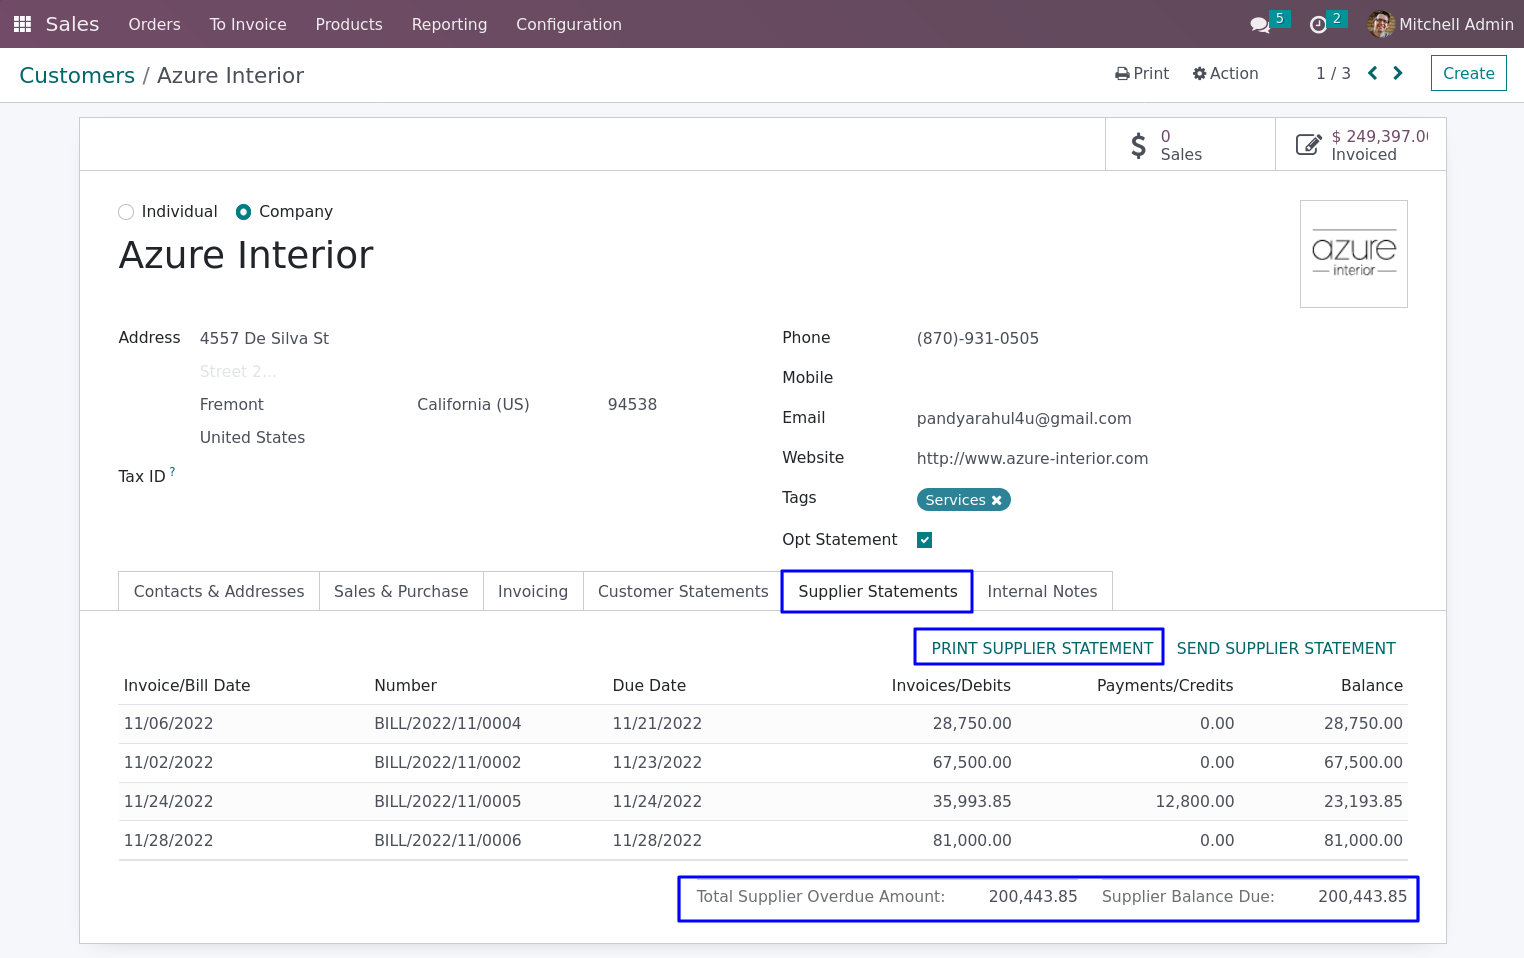 Sales Orders To Invoice Products Reporting Configuration 5 2 Mitchell Admin
Customers / Azure Interior Print Action 1 / 3 Create
0 $ 249,397.0
Sales Invoiced
Individual Company
Azure Interior
azure
interior
Address 4557 De Silva St Phone (870)-931-0505
Street 2...
Mobile
Fremont California (US) 94538
Email pandyarahul4u@gmail.com
United States
Website http://www.azure-interior.com
Tax ID ?
Tags Services
Opt Statement
Contacts & Addresses Sales & Purchase Invoicing Customer Statements Supplier Statements Internal Notes
PRINT SUPPLIER STATEMENT SEND SUPPLIER STATEMENT
Invoice/Bill Date Number Due Date Invoices/Debits Payments/Credits Balance
11/06/2022 BILL/2022/11/0004 11/21/2022 28,750.00 0.00 28,750.00
11/02/2022 BILL/2022/11/0002 11/23/2022 67,500.00 0.00 67,500.00
11/24/2022 BILL/2022/11/0005 11/24/2022 35,993.85 12,800.00 23,193.85
11/28/2022 BILL/2022/11/0006 11/28/2022 81,000.00 0.00 81,000.00
Total Supplier Overdue Amount: 200,443.85 Supplier Balance Due: 200,443.85